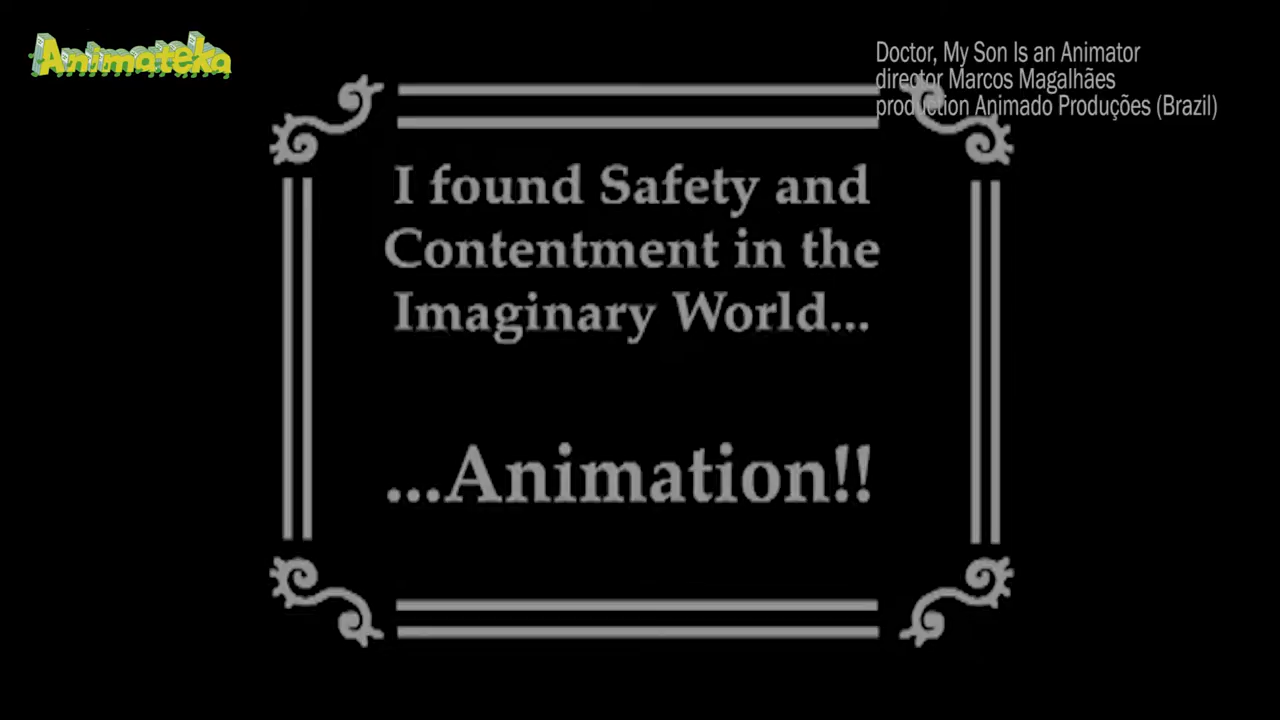 Animateka
Doctor, My Son Is an Animator
director Marcos Magalhães
production Animado Produções (Brazil)
I found Safety and
Contentment in the
Imaginary World...
...Animation!!